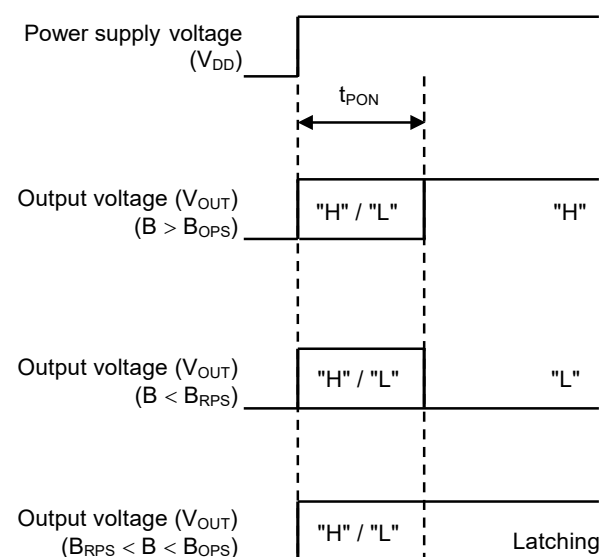 Power supply voltage
(VDD)
tPON
Output voltage (VOUT)
(B > BOPS)
"H" / "L"
"H"
Output voltage (VOUT)
(B < BRPS)
"H" / "L"
"L"
Output voltage (VOUT)
(BRPS < B < BOPS)
"H" / "L"
Latching